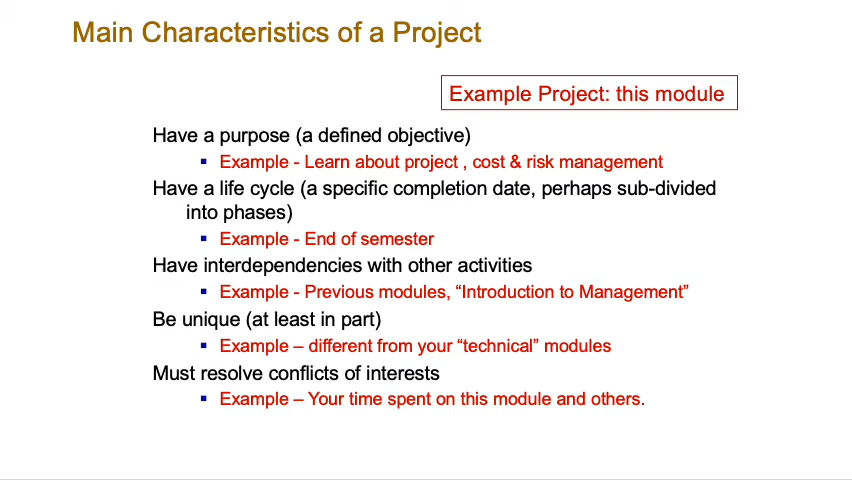 Main Characteristics of a Project
Example Project: this module
Have a purpose (a defined objective)
▪ Example - Learn about project , cost & risk management
Have a life cycle (a specific completion date, perhaps sub-divided
into phases)
▪ Example - End of semester
Have interdependencies with other activities
▪ Example - Previous modules, “Introduction to Management”
Be unique (at least in part)
▪ Example – different from your “technical” modules
Must resolve conflicts of interests
▪ Example – Your time spent on this module and others.